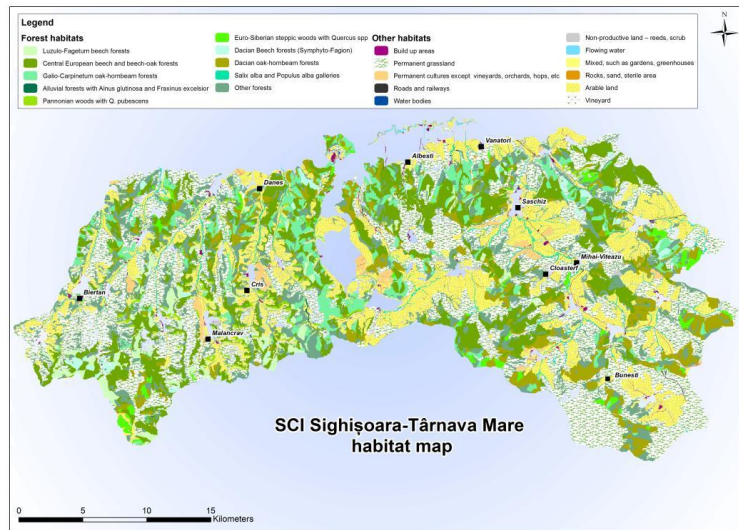 Legend
Forest habitats
Luzulo-Fagetum beech forests
Central European beech and beech-oak forests
Galio-Carpinetum oak-hornbeam forests
Alluvial forests with Alnus glutinosa and Fraxinus excelsior
Pannonian woods with Q. pubescens
Euro-Siberian steppic woods with Quercus spp
Dacian Beech forests (Symphyto-Fagion)
Dacian oak-hornbeam forests
Salix alba and Populus alba galleries
Other forests
Other habitats
Build up areas
Permanent grassland
Permanent cultures except vineyards, orchards, hops, etc
Roads and railways
Water bodies
Non-productive land – reeds, scrub
Flowing water
Mixed, such as gardens, greenhouses
Rocks, sand, sterile area
Arable land
Vineyard
N
Vanatori
Albesti
Danes
Saschiz
Mihai-Viteazu
Cloasterf
Cris
Biertan
Malancrav
Bunesti
SCI Sighișoara-Târnava Mare
habitat map
0 5 10 15
Kilometers